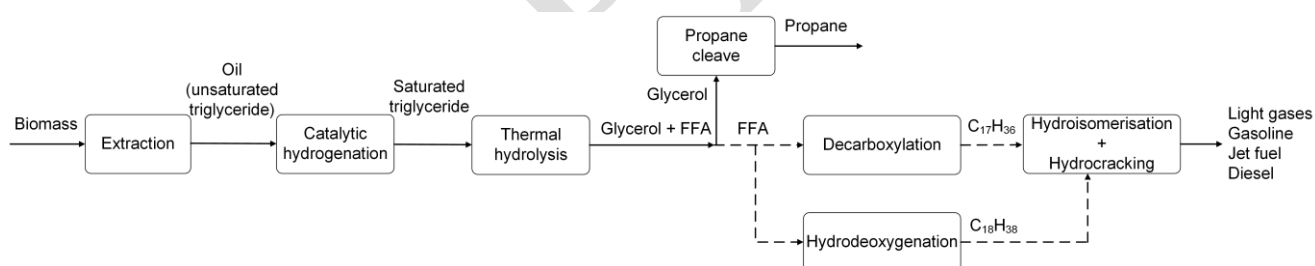 Biomass
Extraction
Oil
(unsaturated
triglyceride)
Catalytic
hydrogenation
Saturated
triglyceride
Thermal
hydrolysis
Glycerol + FFA
Glycerol
Propane
cleave
Propane
FFA
Decarboxylation
C₁₇H₃₆
Hydrodeoxygenation
C₁₈H₃₈
Hydroisomerisation
+
Hydrocracking
Light gases
Gasoline
Jet fuel
Diesel